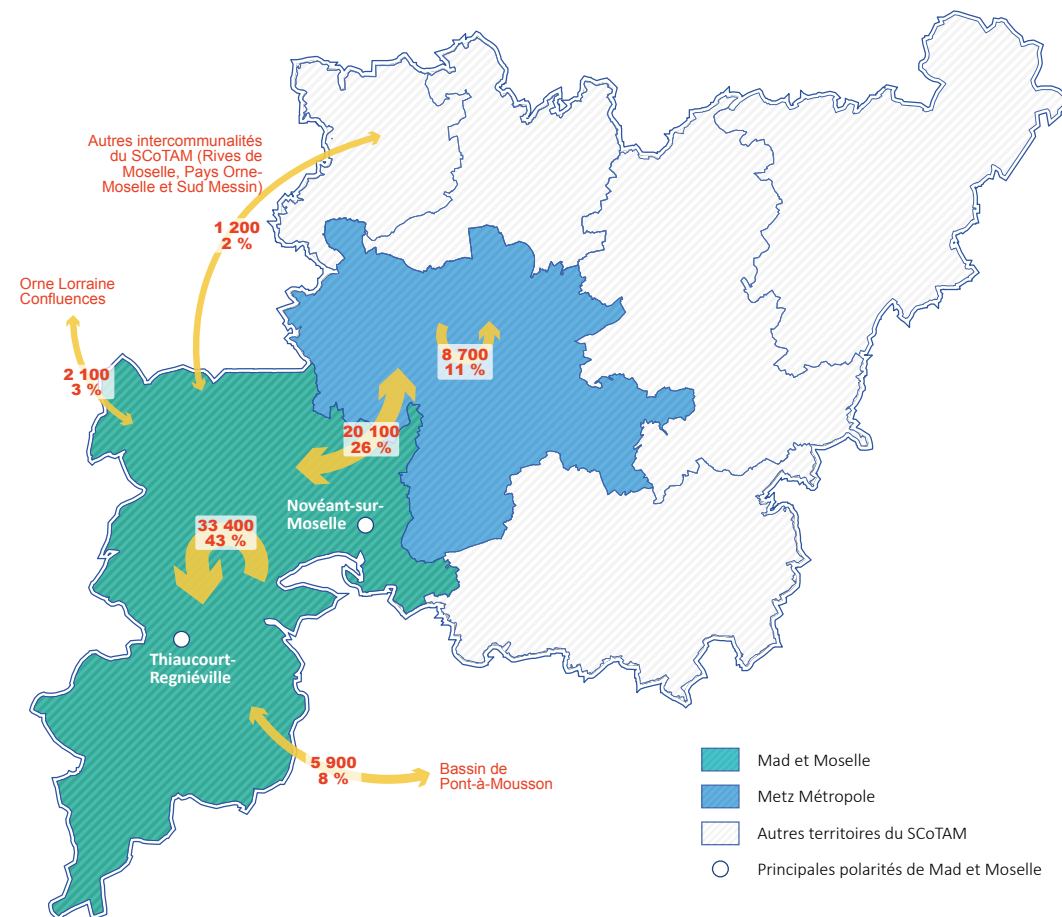 Autres intercommunalités
du SCoTAM (Rives de
Moselle, Pays Orne-
Moselle et Sud Messin)
1 200
2 %
Orne Lorraine
Confluences
2 100
3 %
8 700
11 %
20 100
26 %
Novéant-sur-
Moselle
33 400
43 %
Thiaucourt-
Regniéville
5 900
8 %
Bassin de
Pont-à-Mousson
Mad et Moselle
Metz Métropole
Autres territoires du SCoTAM
Principales polarités de Mad et Moselle